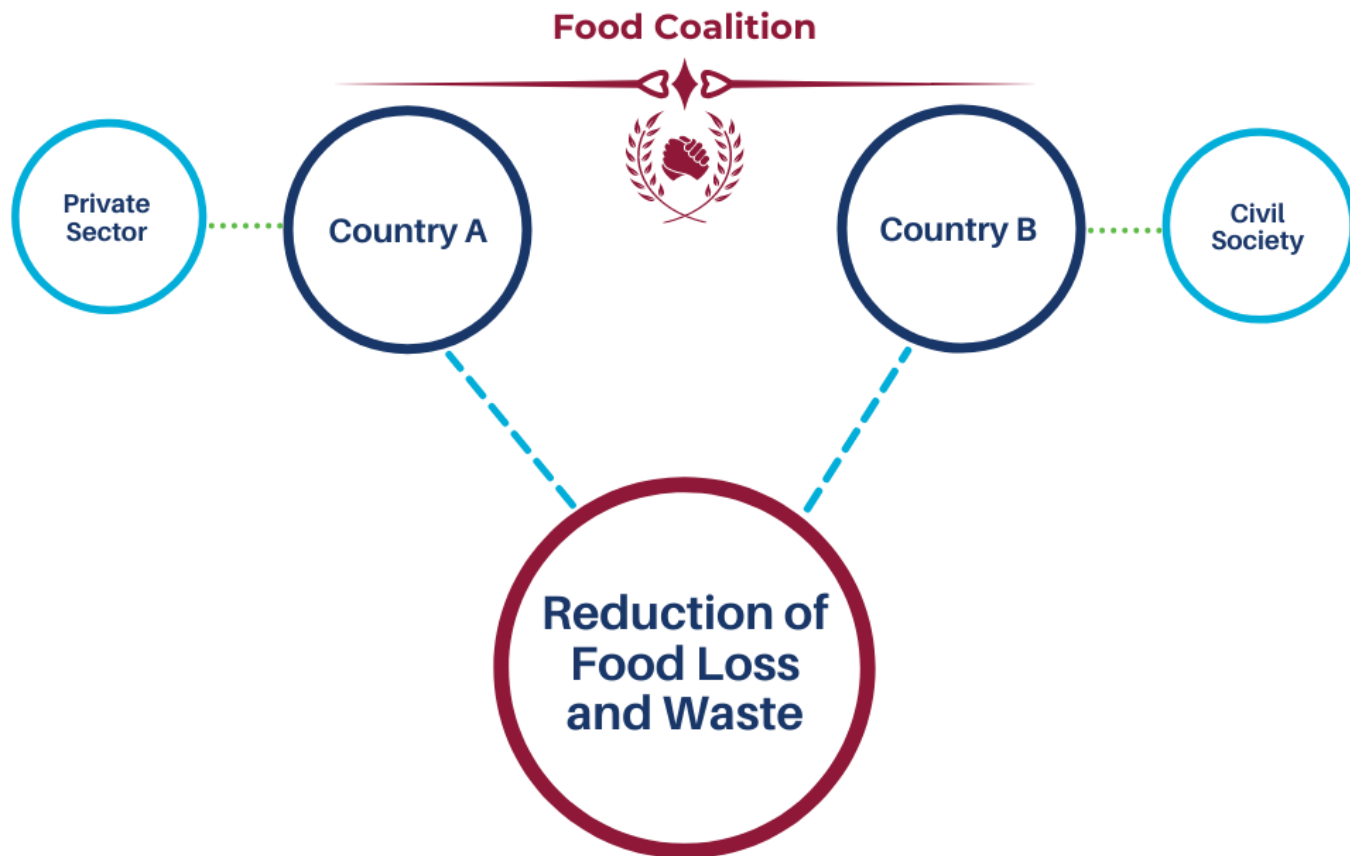 Food Coalition
Private
Sector
Country A
Country B
Civil
Society
Reduction of
Food Loss
and Waste